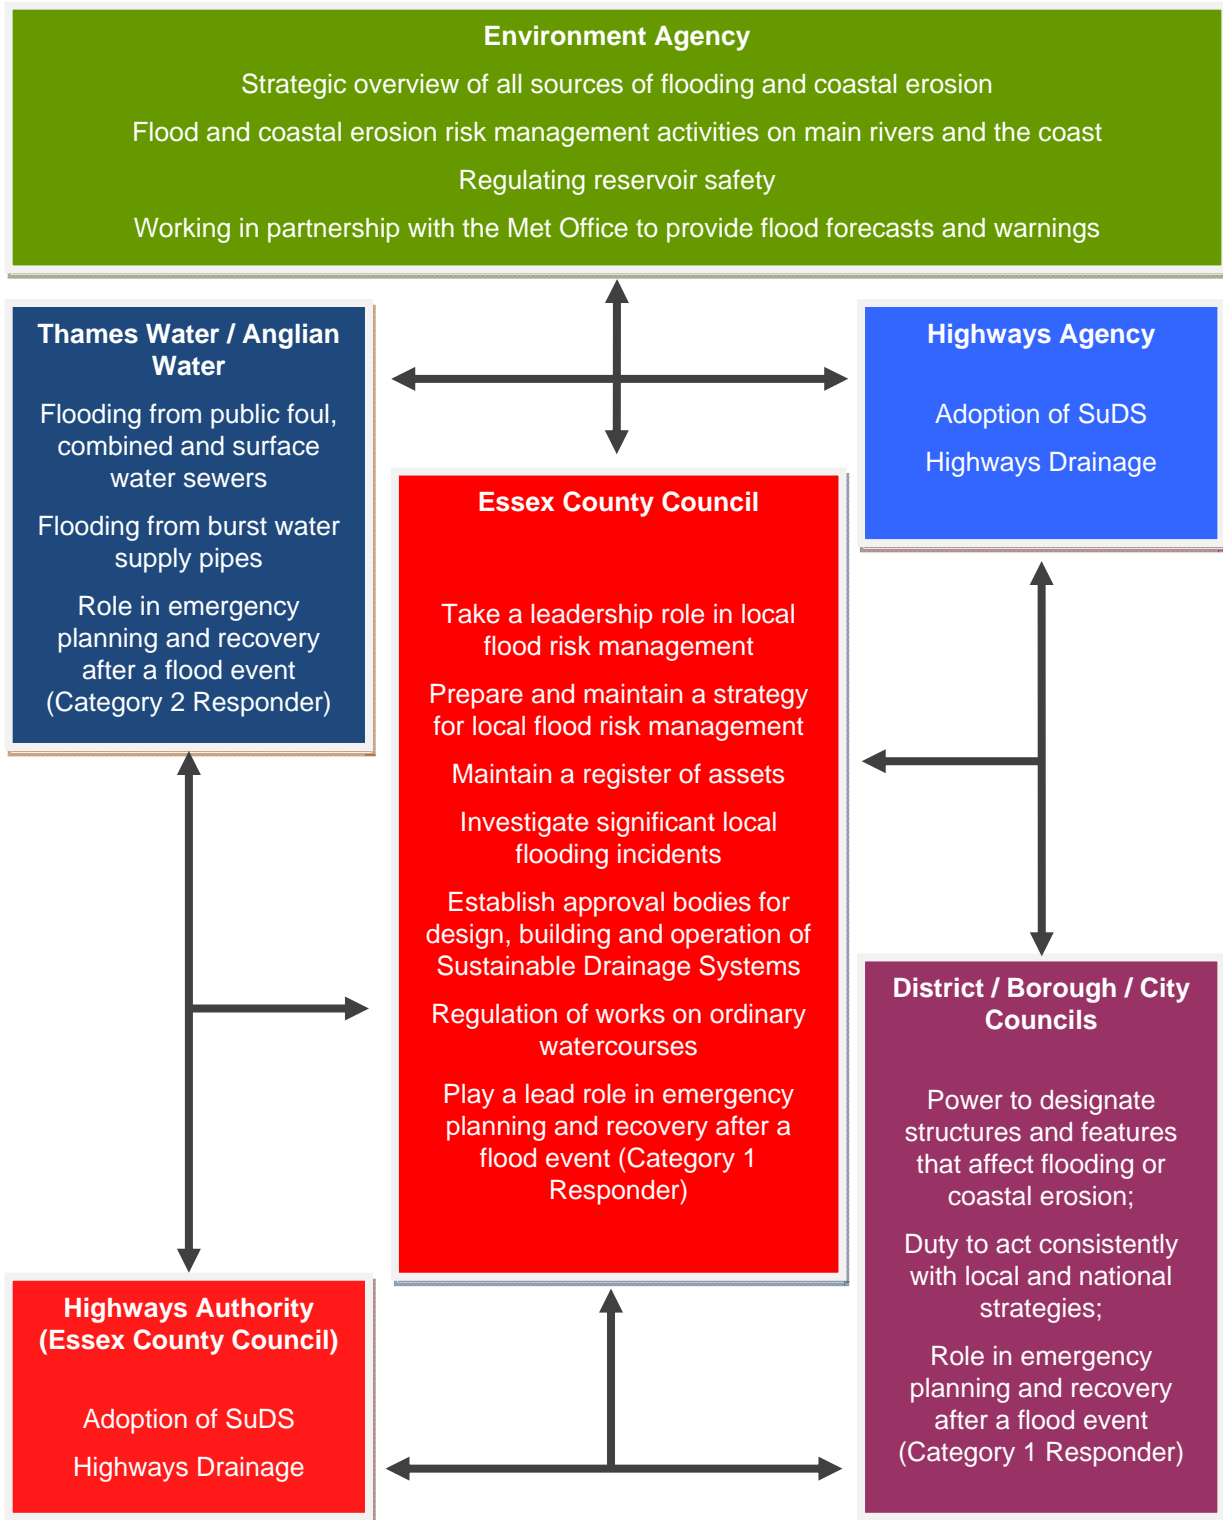 Environment Agency
Strategic overview of all sources of flooding and coastal erosion
Flood and coastal erosion risk management activities on main rivers and the coast
Regulating reservoir safety
Working in partnership with the Met Office to provide flood forecasts and warnings
Thames Water / Anglian
Water
Flooding from public foul,
combined and surface
water sewers
Flooding from burst water
supply pipes
Role in emergency
planning and recovery
after a flood event
(Category 2 Responder)
Highways Agency
Adoption of SuDS
Highways Drainage
Essex County Council
Take a leadership role in local
flood risk management
Prepare and maintain a strategy
for local flood risk management
Maintain a register of assets
Investigate significant local
flooding incidents
Establish approval bodies for
design, building and operation of
Sustainable Drainage Systems
Regulation of works on ordinary
watercourses
Play a lead role in emergency
planning and recovery after a
flood event (Category 1
Responder)
District / Borough / City
Councils
Power to designate
structures and features
that affect flooding or
coastal erosion;
Duty to act consistently
with local and national
strategies;
Role in emergency
planning and recovery
after a flood event
(Category 1 Responder)
Highways Authority
(Essex County Council)
Adoption of SuDS
Highways Drainage